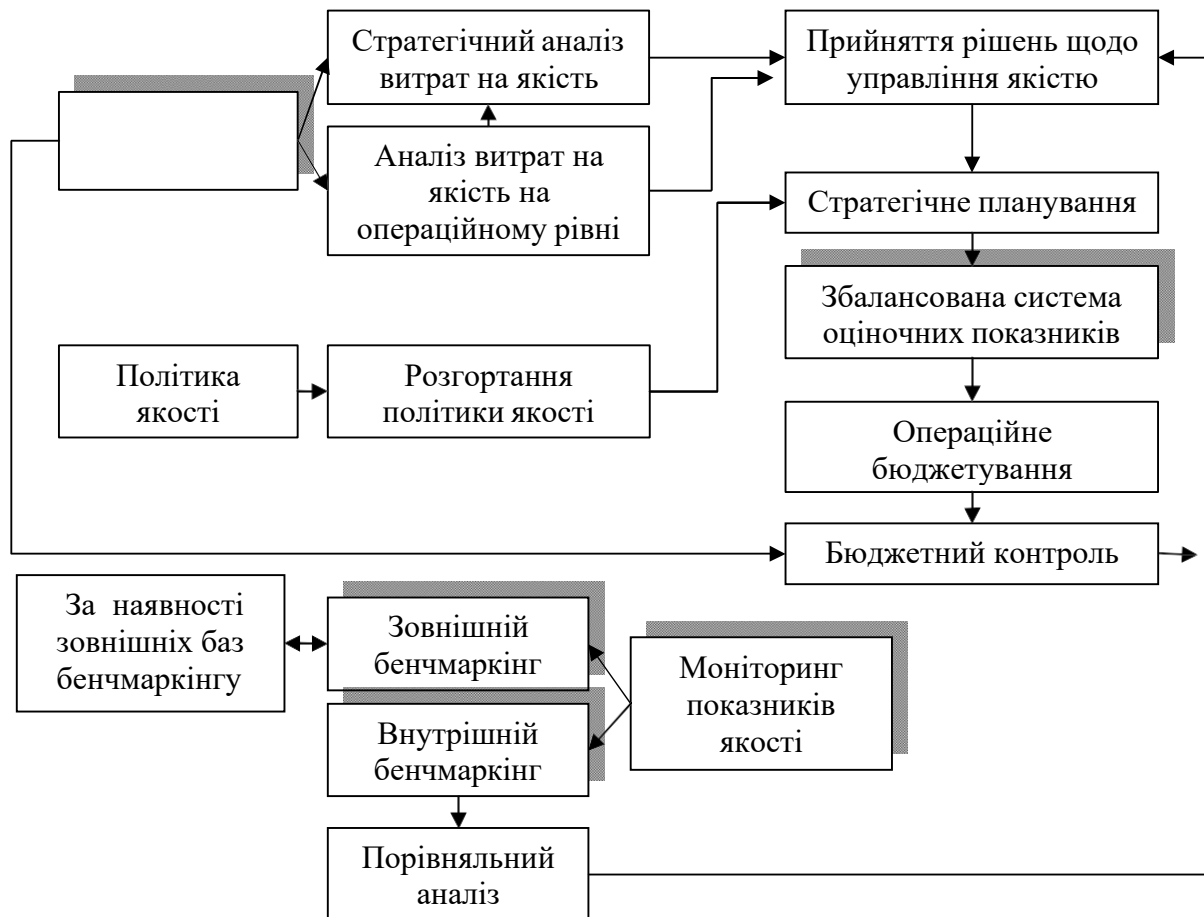 Стратегічний аналіз
витрат на якість
Прийняття рішень щодо
управління якістю
Аналіз витрат на
якість на
операційному рівні
Стратегічне планування
Збалансована система
оціночних показників
Політика
якості
Розгортання
політики якості
Операційне
бюджетування
Бюджетний контроль
За наявності
зовнішніх баз
бенчмаркінгу
Зовнішній
бенчмаркінг
Моніторинг
показників
якості
Внутрішній
бенчмаркінг
Порівняльний
аналіз